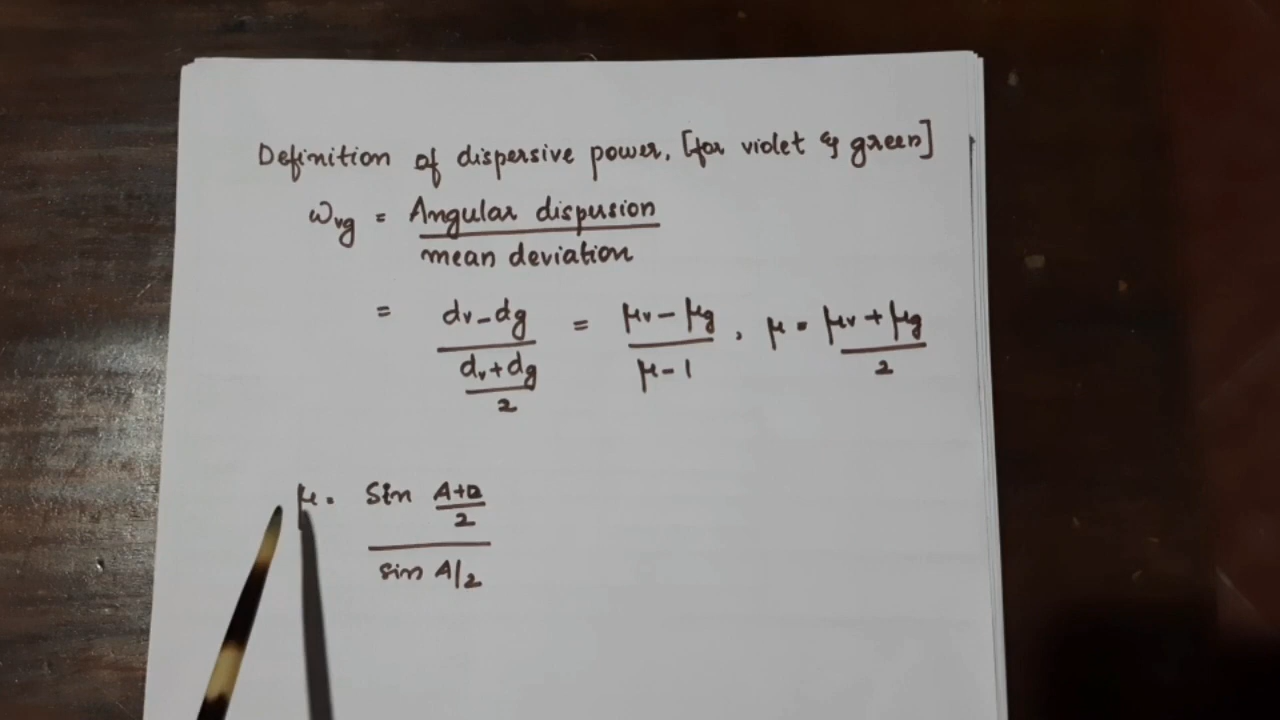 Definition of dispersive power. [for violet & green]
ωvg = Angular dispersion / mean deviation
= dv - dg / (dv + dg / 2) = μv - μg / μ - 1 , μ = μv + μg / 2
μ = Sin A+D/2 / sin A/2